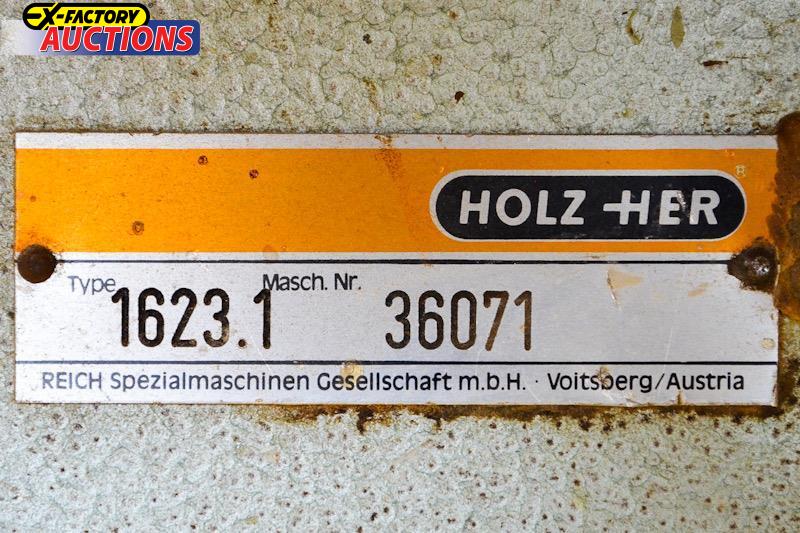 EX-FACTORY
AUCTIONS
HOLZ-HER ®
Type 1623.1 Masch. Nr. 36071
REICH Spezialmaschinen Gesellschaft m.b.H. · Voitsberg/Austria